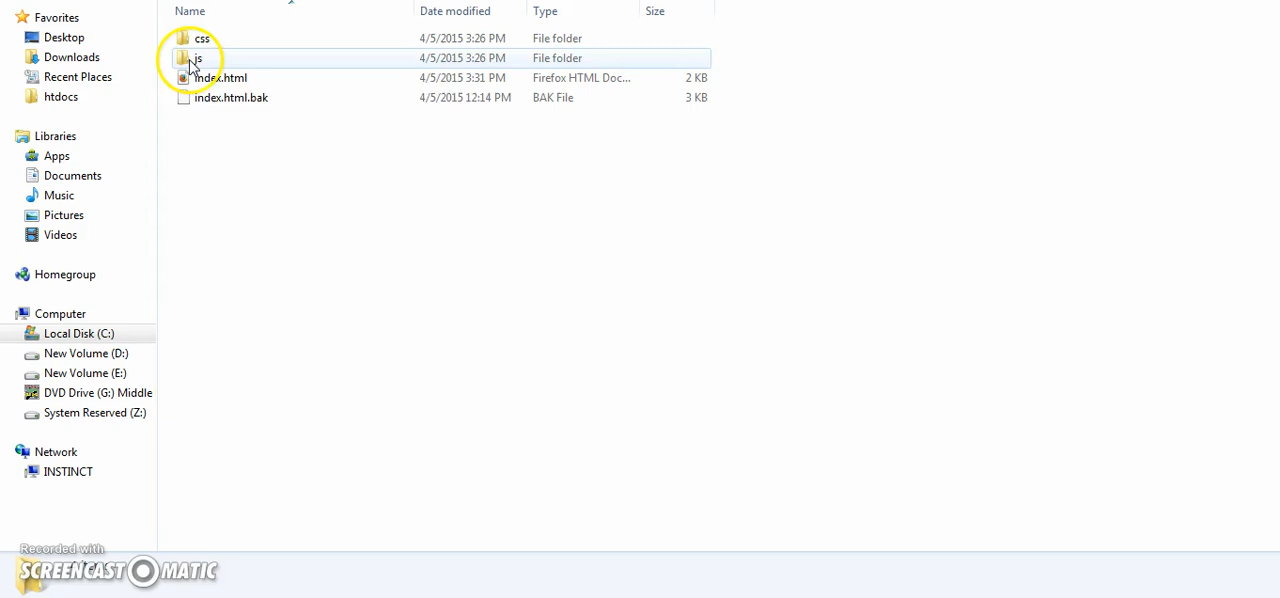 Favorites
Desktop
Downloads
Recent Places
htdocs
Libraries
Apps
Documents
Music
Pictures
Videos
Homegroup
Computer
Local Disk (C:)
New Volume (D:)
New Volume (E:)
DVD Drive (G:) Middle
System Reserved (Z:)
Network
INSTINCT
Name Date modified Type Size
css 4/5/2015 3:26 PM File folder
js 4/5/2015 3:26 PM File folder
index.html 4/5/2015 3:31 PM Firefox HTML Doc... 2 KB
index.html.bak 4/5/2015 12:14 PM BAK File 3 KB
Recorded with
SCREENCAST MATIC